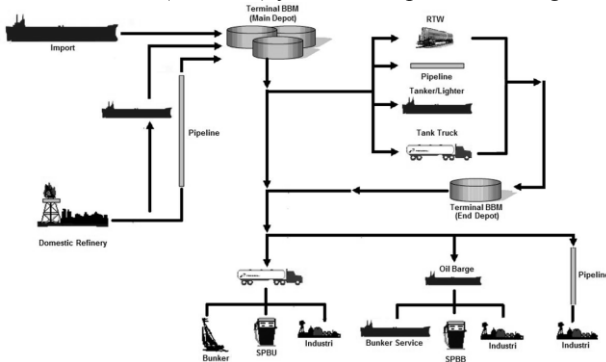 Terminal BBM
(Main Depot)
RTW
Import
Pipeline
Tanker/Lighter
Pipeline
Tank Truck
Terminal BBM
(End Depot)
Domestic Refinery
Oil Barge
Pipeline
Bunker
SPBU
Industri
Bunker Service
SPBB
Industri
Industri